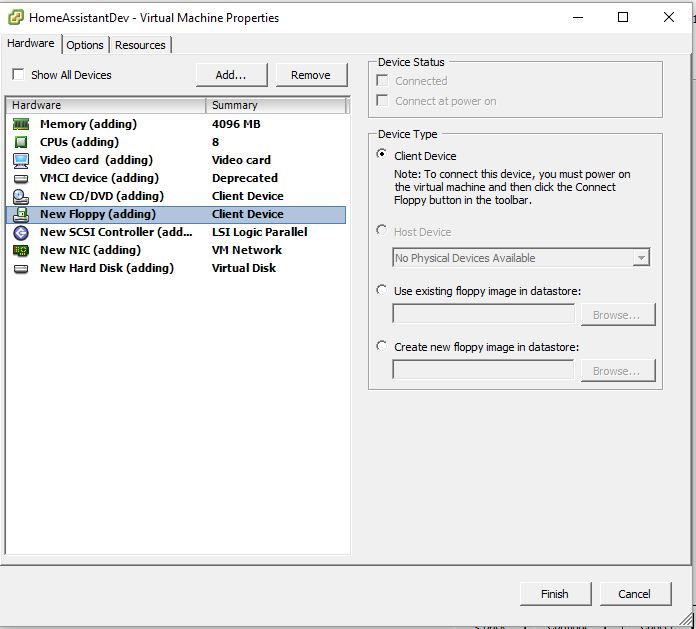 HomeAssistantDev - Virtual Machine Properties
Hardware Options Resources
Show All Devices Add... Remove
Hardware Summary
Memory (adding) 4096 MB
CPUs (adding) 8
Video card (adding) Video card
VMCI device (adding) Deprecated
New CD/DVD (adding) Client Device
New Floppy (adding) Client Device
New SCSI Controller (add... LSI Logic Parallel
New NIC (adding) VM Network
New Hard Disk (adding) Virtual Disk
Device Status
Connected
Connect at power on
Device Type
Client Device
Note: To connect this device, you must power on
the virtual machine and then click the Connect
Floppy button in the toolbar.
Host Device
No Physical Devices Available
Use existing floppy image in datastore:
Browse...
Create new floppy image in datastore:
Browse...
Finish Cancel